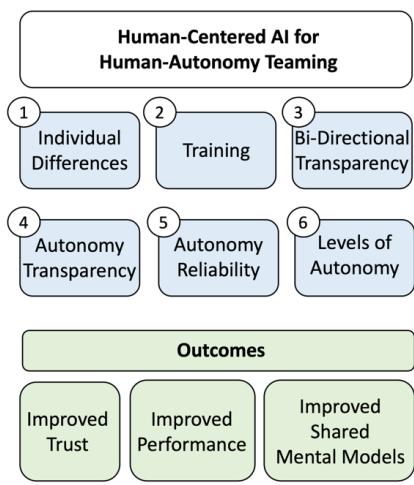 Human-Centered AI for
Human-Autonomy Teaming
1
Individual
Differences
2
Training
3
Bi-Directional
Transparency
4
Autonomy
Transparency
5
Autonomy
Reliability
6
Levels of
Autonomy
Outcomes
Improved
Trust
Improved
Performance
Improved
Shared
Mental Models